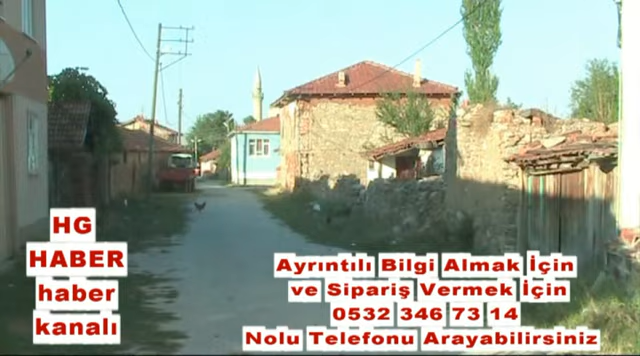 HG
HABER
haber
kanalı
Ayrıntılı Bilgi Almak İçin
ve Sipariş Vermek İçin
0532 346 73 14
Nolu Telefonu Arayabilirsiniz